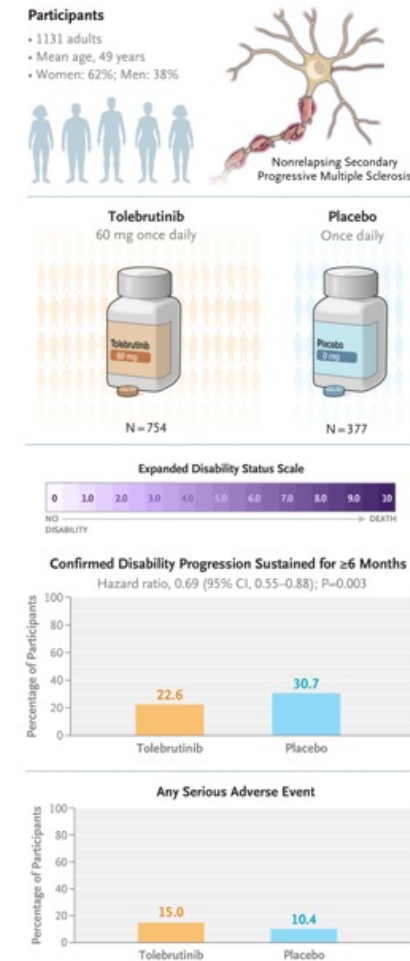 Participants
• 1131 adults
• Mean age, 49 years
• Women: 62%; Men: 38%
Nonrelapsing Secondary
Progressive Multiple Sclerosis
Tolebrutinib
60 mg once daily
Placebo
Once daily
Tolebrutinib
60 mg
Placebo
0 mg
N=754
N=377
Expanded Disability Status Scale
0 1.0 2.0 3.0 4.0 5.0 6.0 7.0 8.0 9.0 10
NO
DISABILITY
DEATH
Confirmed Disability Progression Sustained for ≥6 Months
Hazard ratio, 0.69 (95% CI, 0.55–0.88); P=0.003
Percentage of Participants
100
80
60
40
20
0
22.6
30.7
Tolebrutinib
Placebo
Any Serious Adverse Event
Percentage of Participants
100
80
60
40
20
0
15.0
10.4
Tolebrutinib
Placebo